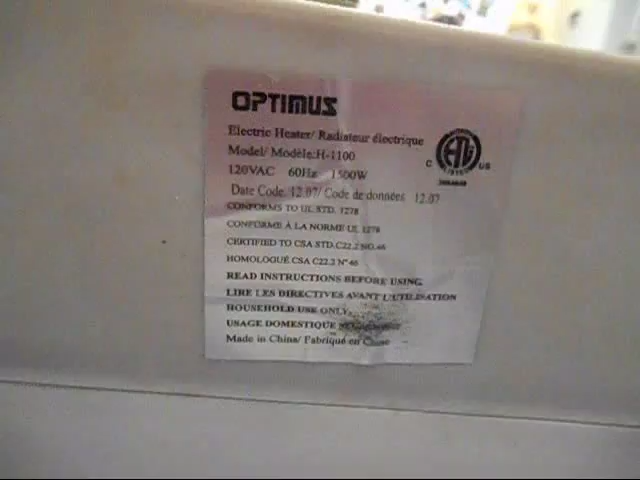 OPTIMUS
Electric Heater/ Radiateur électrique
Model/ Modèle:H-1100
120VAC 60Hz 1500W
Date Code. 12.07/ Code de données 12.07
CONFORMS TO UL STD. 1278
CONFORME À LA NORME UL 1278
CERTIFIED TO CSA STD.C22.2 NO.46
HOMOLOGUÉ CSA C22.2 N° 46
READ INSTRUCTIONS BEFORE USING
LIRE LES DIRECTIVES AVANT L'UTILISATION
HOUSEHOLD USE ONLY
USAGE DOMESTIQUE
Made in China/ Fabriqué en Chine
C
US
LISTED